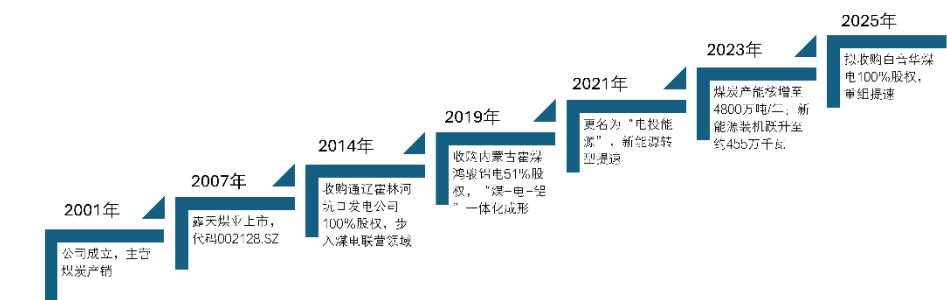 2001年
公司成立，主营
煤炭产销
2007年
露天煤业上市，
代码002128.SZ
2014年
收购通辽霍林河
坑口发电公司
100%股权，步
入煤电联营领域
2019年
收购内蒙古霍煤
鸿骏铝电51%股
权，“煤-电-铝
”一体化成形
2021年
更名为“电投能
源”，新能源转
型提速
2023年
煤炭产能核增至
4800万吨/年；新
能源装机跃升至
约455万千瓦
2025年
拟收购白音华煤
电100%股权，
重组提速